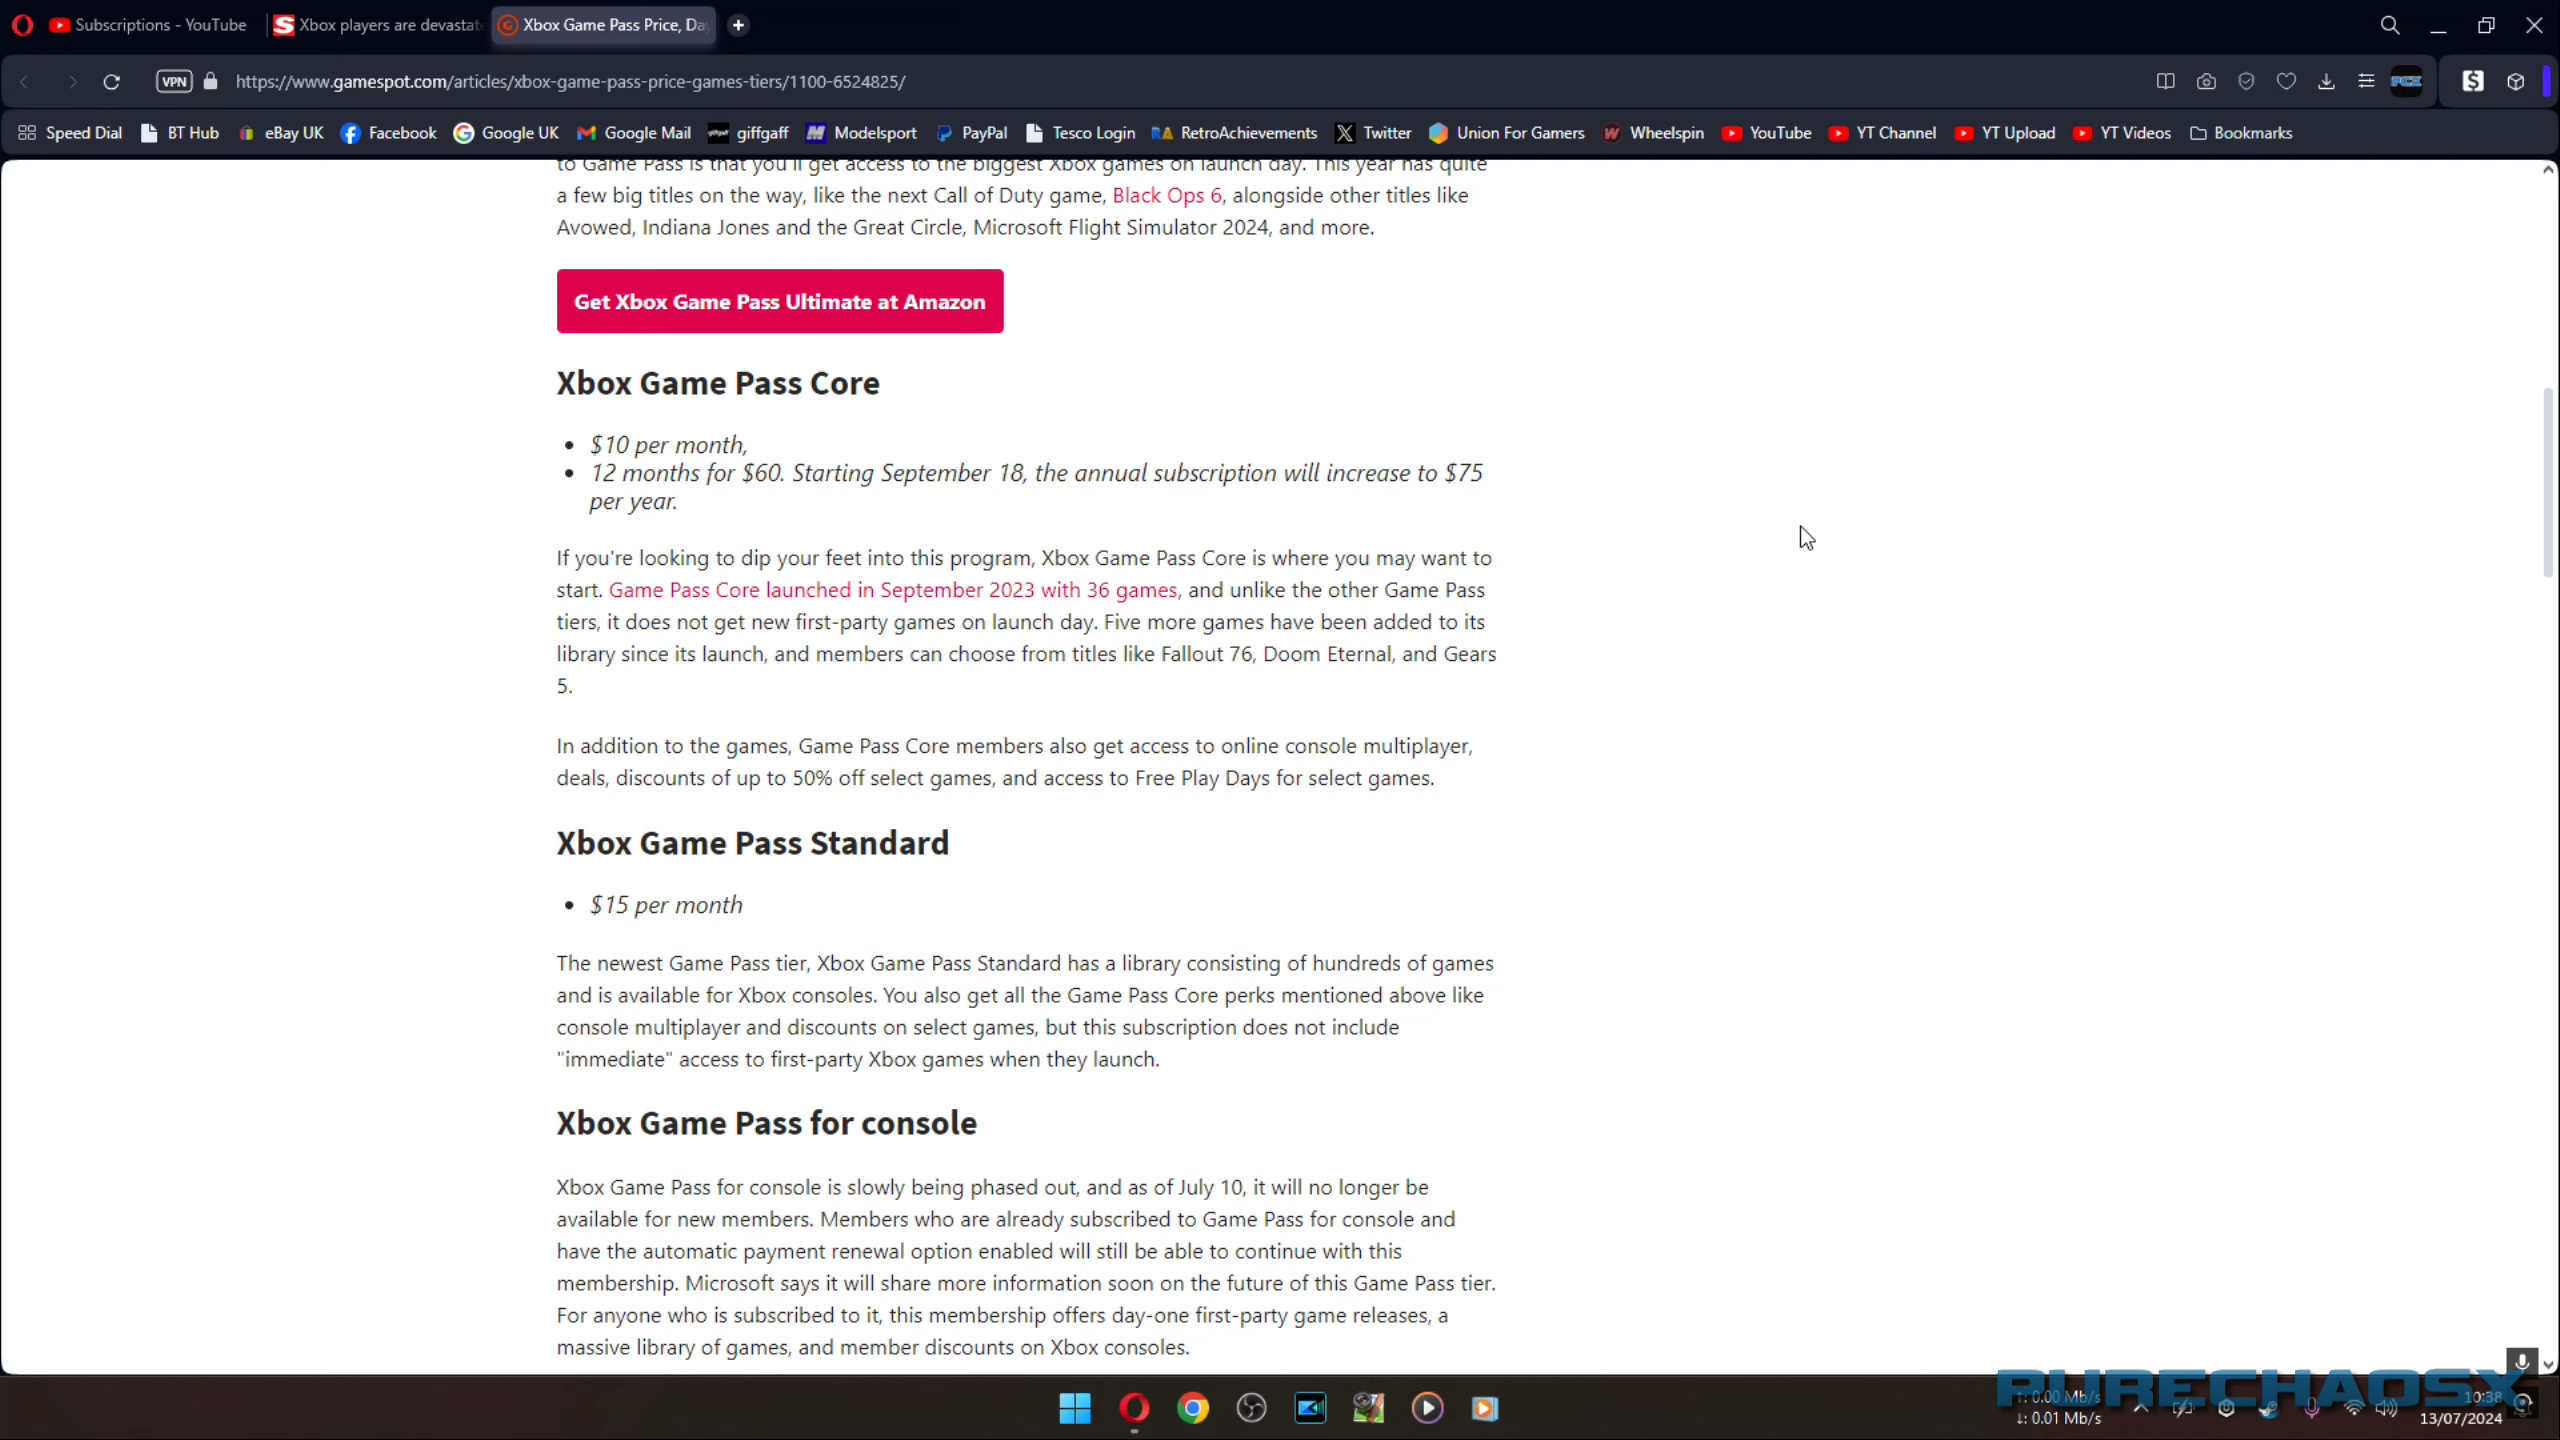 Subscriptions - YouTube
Xbox players are devastate
Xbox Game Pass Price, Da
VPN
https://www.gamespot.com/articles/xbox-game-pass-price-games-tiers/1100-6524825/
PCX
Speed Dial
BT Hub
eBay UK
Facebook
Google UK
Google Mail
giffgaff
Modelsport
PayPal
Tesco Login
RA RetroAchievements
Twitter
Union For Gamers
Wheelspin
YouTube
YT Channel
YT Upload
YT Videos
Bookmarks
to Game Pass is that you'll get access to the biggest Xbox games on launch day. This year has quite
a few big titles on the way, like the next Call of Duty game, Black Ops 6, alongside other titles like
Avowed, Indiana Jones and the Great Circle, Microsoft Flight Simulator 2024, and more.
Get Xbox Game Pass Ultimate at Amazon
Xbox Game Pass Core
• $10 per month,
• 12 months for $60. Starting September 18, the annual subscription will increase to $75
per year.
If you're looking to dip your feet into this program, Xbox Game Pass Core is where you may want to
start. Game Pass Core launched in September 2023 with 36 games, and unlike the other Game Pass
tiers, it does not get new first-party games on launch day. Five more games have been added to its
library since its launch, and members can choose from titles like Fallout 76, Doom Eternal, and Gears
5.
In addition to the games, Game Pass Core members also get access to online console multiplayer,
deals, discounts of up to 50% off select games, and access to Free Play Days for select games.
Xbox Game Pass Standard
• $15 per month
The newest Game Pass tier, Xbox Game Pass Standard has a library consisting of hundreds of games
and is available for Xbox consoles. You also get all the Game Pass Core perks mentioned above like
console multiplayer and discounts on select games, but this subscription does not include
"immediate" access to first-party Xbox games when they launch.
Xbox Game Pass for console
Xbox Game Pass for console is slowly being phased out, and as of July 10, it will no longer be
available for new members. Members who are already subscribed to Game Pass for console and
have the automatic payment renewal option enabled will still be able to continue with this
membership. Microsoft says it will share more information soon on the future of this Game Pass tier.
For anyone who is subscribed to it, this membership offers day-one first-party game releases, a
massive library of games, and member discounts on Xbox consoles.
PURECHAOSX
↑: 0.00 Mb/s
↓: 0.01 Mb/s
10:38
13/07/2024